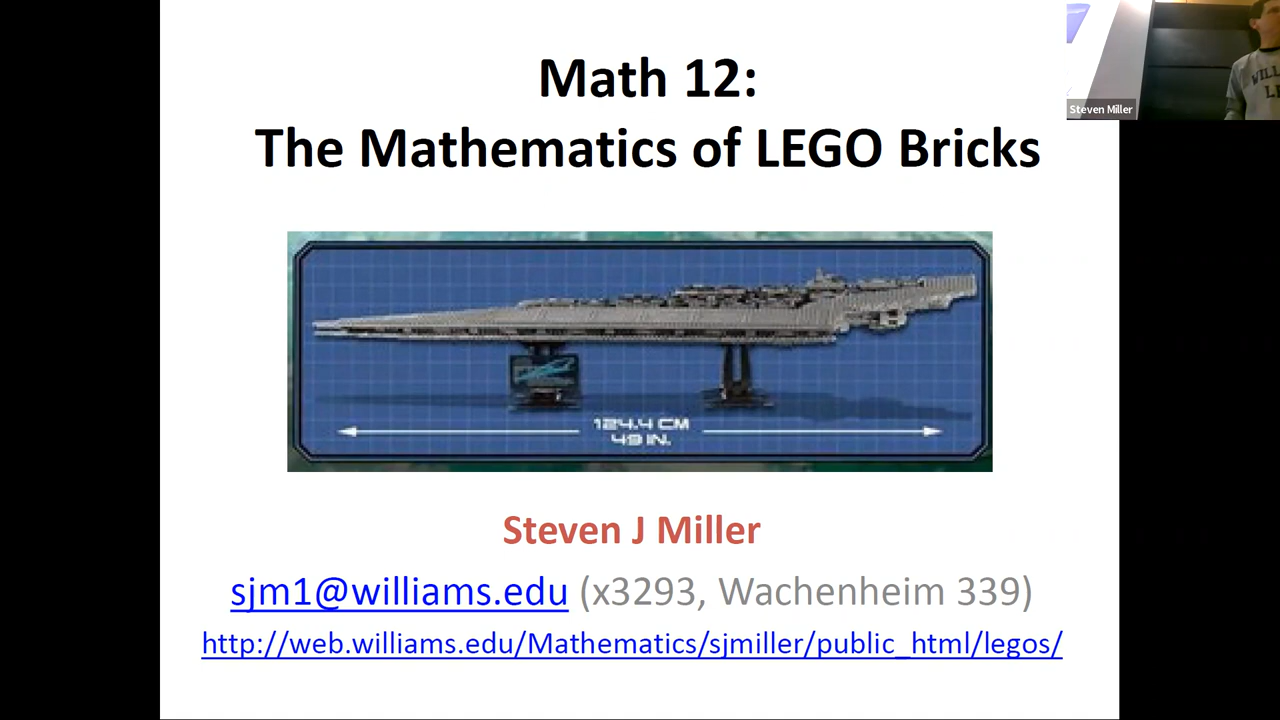 Math 12:
The Mathematics of LEGO Bricks
Steven Miller
124.4 CM
49 IN.
Steven J Miller
sjm1@williams.edu (x3293, Wachenheim 339)
http://web.williams.edu/Mathematics/sjmiller/public_html/legos/